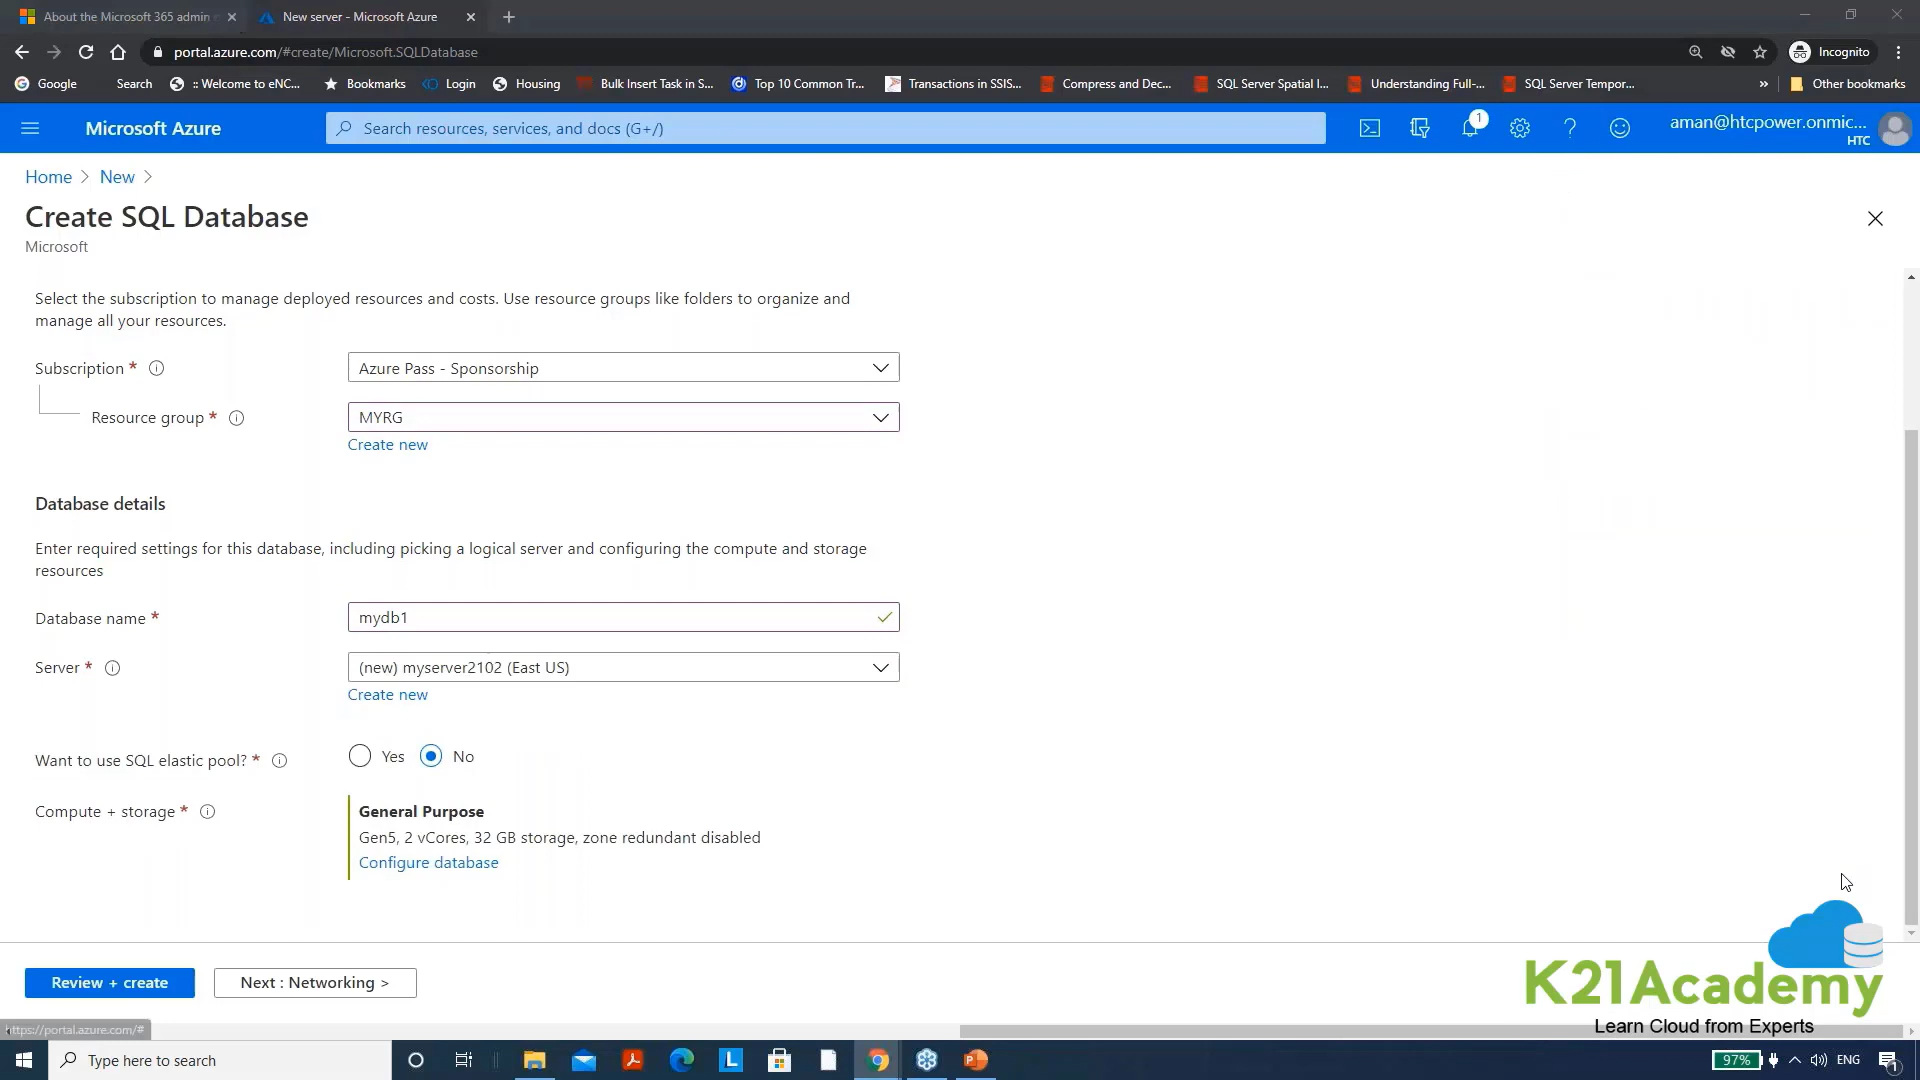 About the Microsoft 365 admin
New server - Microsoft Azure
portal.azure.com/#create/Microsoft.SQLDatabase
Incognito
Google
Search
:: Welcome to eNC...
Bookmarks
Login
Housing
Bulk Insert Task in S...
Top 10 Common Tr...
Transactions in SSIS...
Compress and Dec...
SQL Server Spatial I...
Understanding Full-...
SQL Server Tempor...
»
Other bookmarks
Microsoft Azure
Search resources, services, and docs (G+/)
1
aman@htcpower.onmic...
HTC
Home > New >
Create SQL Database
Microsoft
Select the subscription to manage deployed resources and costs. Use resource groups like folders to organize and
manage all your resources.
Subscription *
Azure Pass - Sponsorship
Resource group *
MYRG
Create new
Database details
Enter required settings for this database, including picking a logical server and configuring the compute and storage
resources
Database name *
mydb1
Server *
(new) myserver2102 (East US)
Create new
Want to use SQL elastic pool? *
Yes
No
Compute + storage *
General Purpose
Gen5, 2 vCores, 32 GB storage, zone redundant disabled
Configure database
Review + create
Next : Networking >
K21Academy
Learn Cloud from Experts
https://portal.azure.com/#
Type here to search
97%
ENG
1